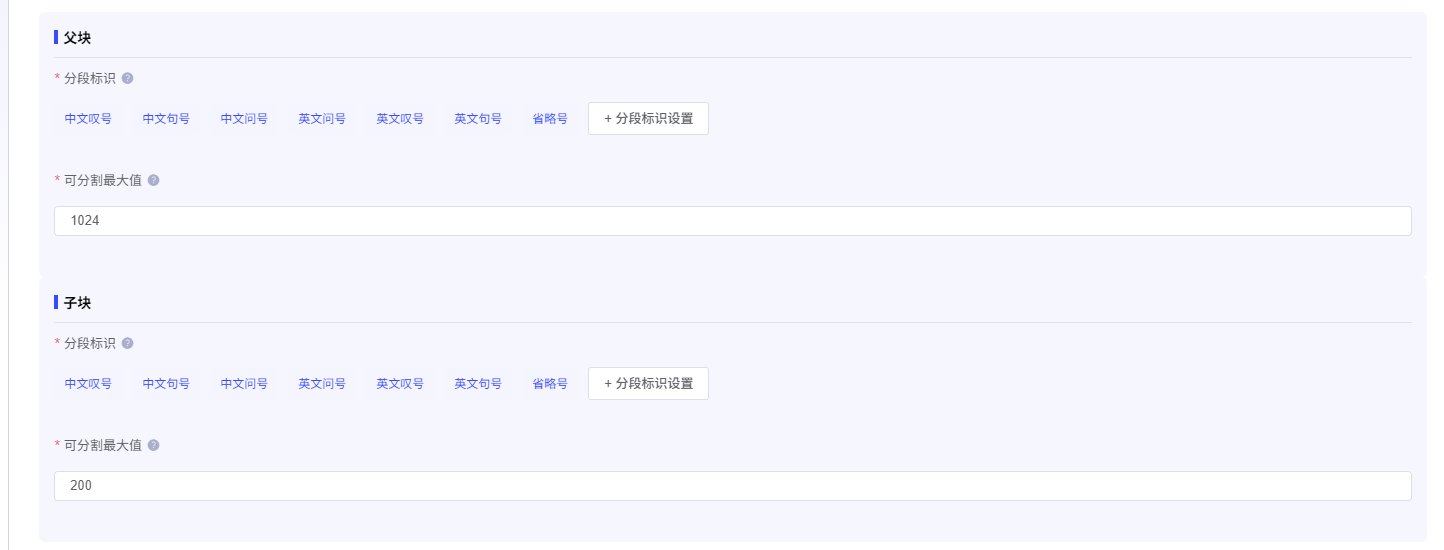 父块
* 分段标识 ?
中文叹号 中文句号 中文问号 英文问号 英文叹号 英文句号 省略号 + 分段标识设置
* 可分割最大值 ?
1024
子块
* 分段标识 ?
中文叹号 中文句号 中文问号 英文问号 英文叹号 英文句号 省略号 + 分段标识设置
* 可分割最大值 ?
200